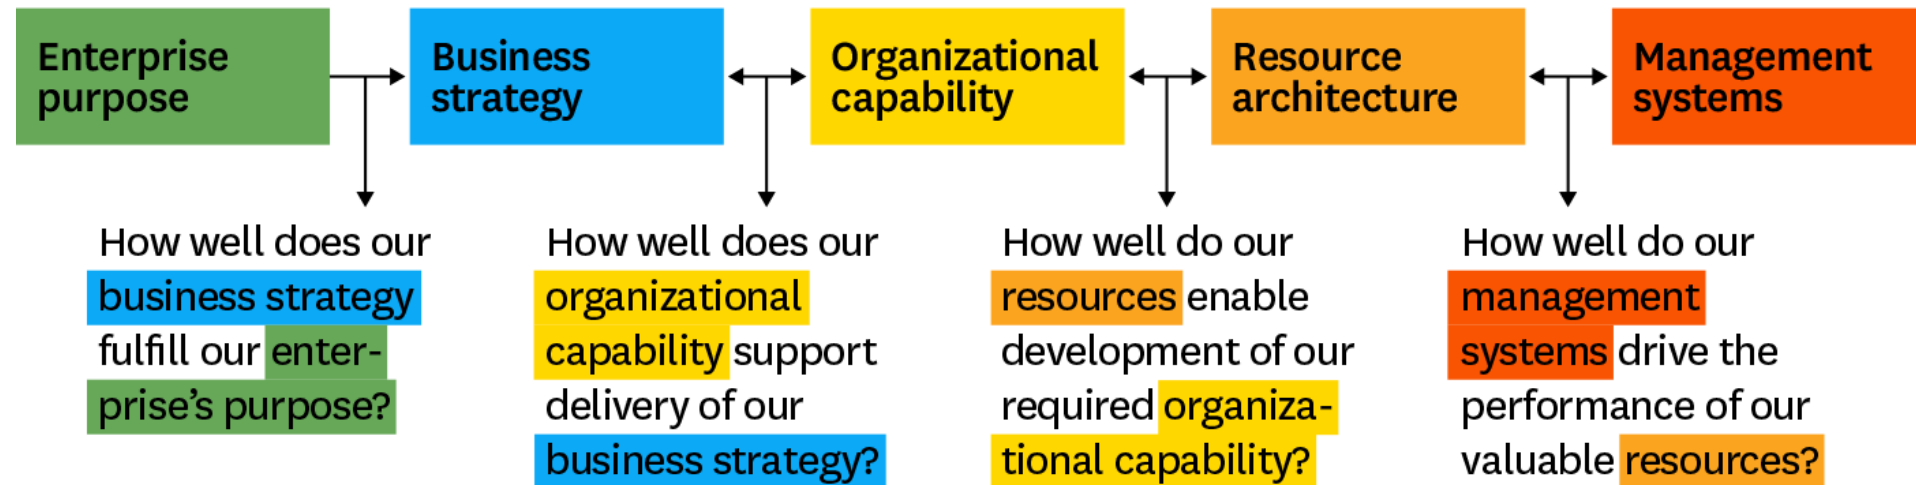 Enterprise
purpose
Business
strategy
Organizational
capability
Resource
architecture
Management
systems
How well does our
business strategy
fulfill our enter-
prise’s purpose?
How well does our
organizational
capability support
delivery of our
business strategy?
How well do our
resources enable
development of our
required organiza-
tional capability?
How well do our
management
systems drive the
performance of our
valuable resources?